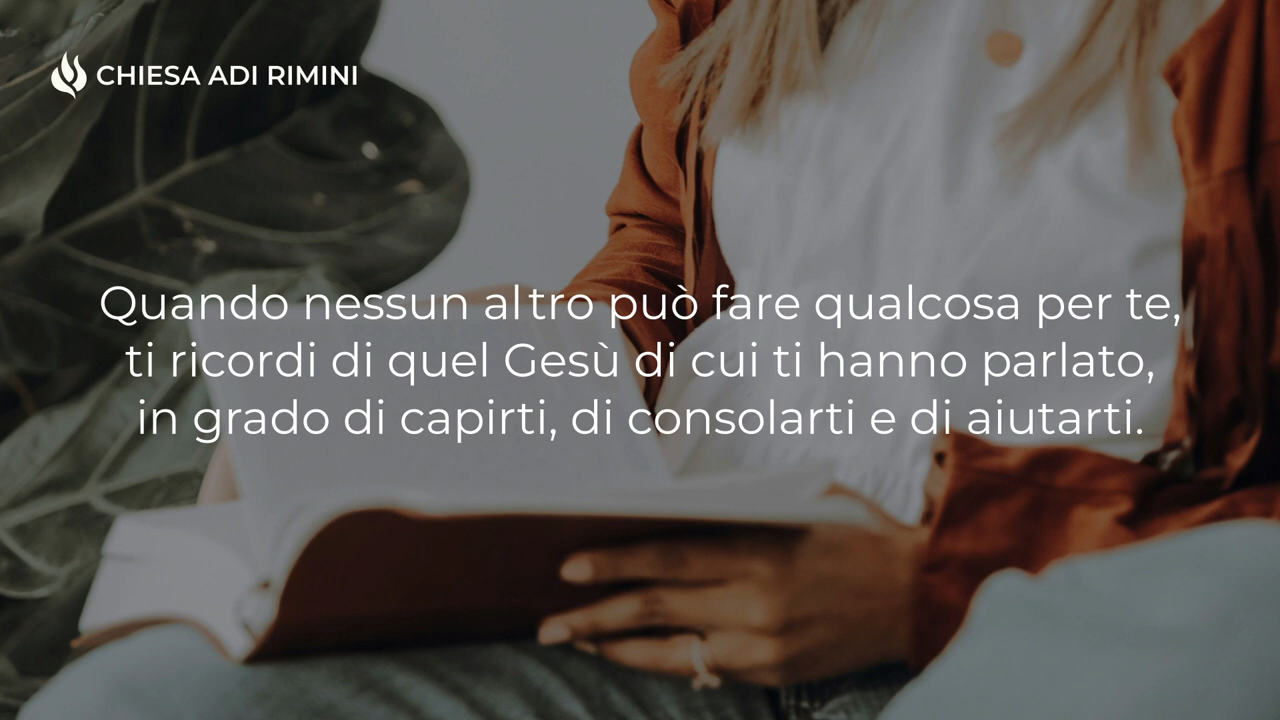 CHIESA ADI RIMINI
Quando nessun altro può fare qualcosa per te,
ti ricordi di quel Gesù di cui ti hanno parlato,
in grado di capirti, di consolarti e di aiutarti.